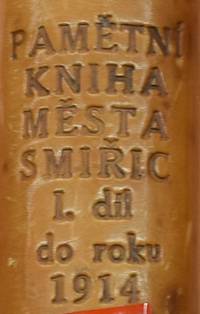 PAMĚTNÍ
KNIHA
MĚSTA
SMIŘIC
I. díl
do roku
1914